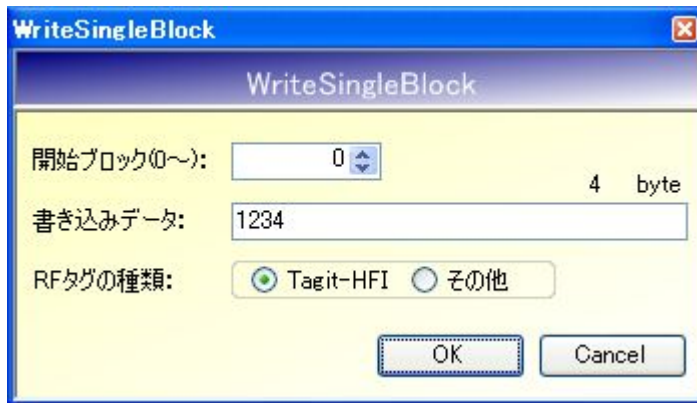 WriteSingleBlock
WriteSingleBlock
開始ブロック(0～): 0
4 byte
書き込みデータ: 1234
RFタグの種類: Tagit-HFI その他
OK Cancel